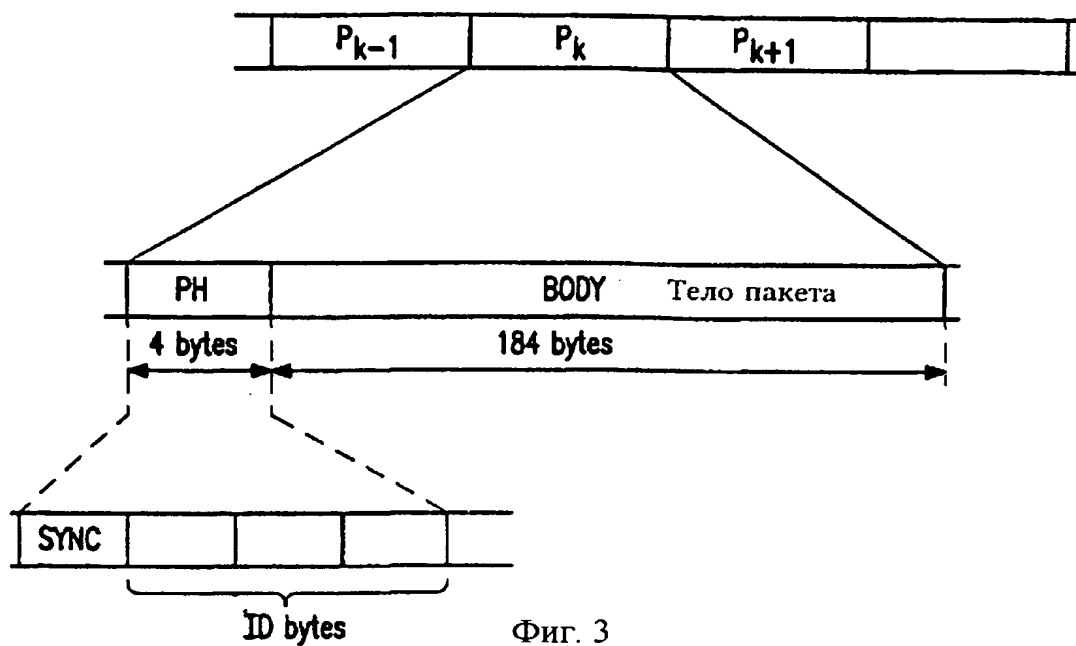 P_{k-1} P_k P_{k+1}
PH BODY Тело пакета
4 bytes 184 bytes
SYNC
ID bytes
Фиг. 3